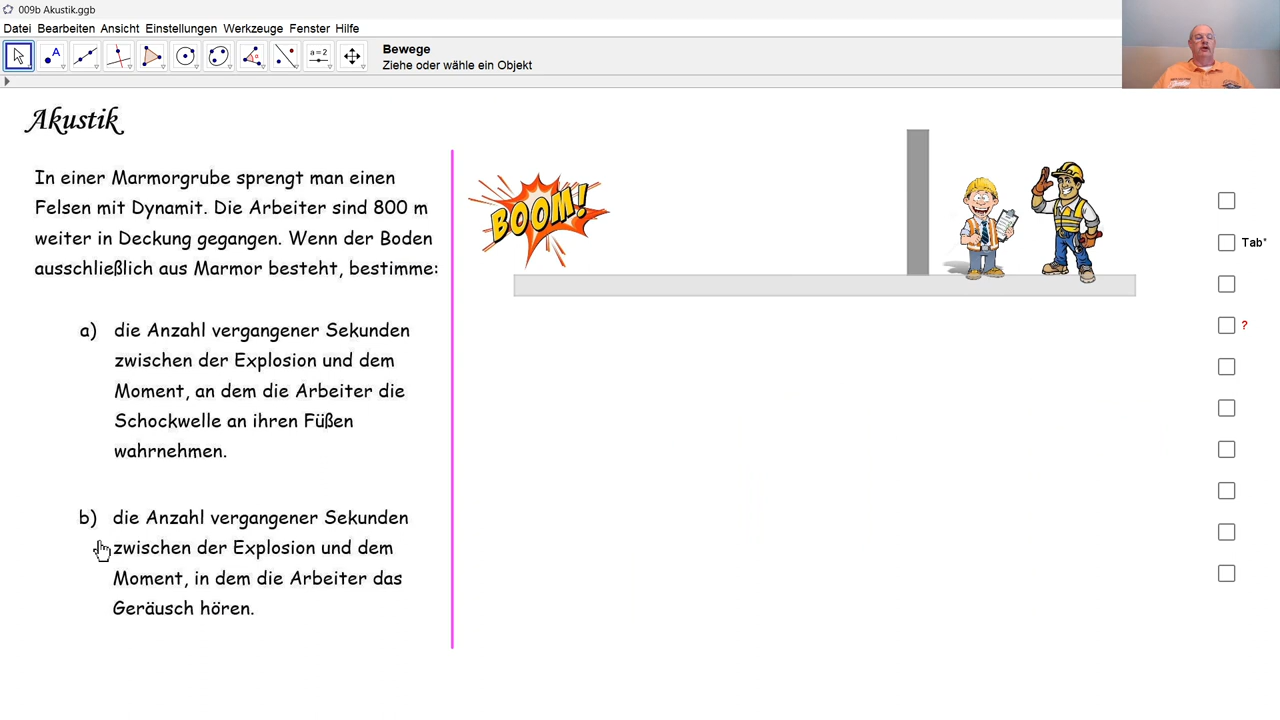 009b Akustik.ggb
Datei Bearbeiten Ansicht Einstellungen Werkzeuge Fenster Hilfe
A
a=2
Bewege
Ziehe oder wähle ein Objekt
Akustik
In einer Marmorgrube sprengt man einen
Felsen mit Dynamit. Die Arbeiter sind 800 m
weiter in Deckung gegangen. Wenn der Boden
ausschließlich aus Marmor besteht, bestimme:
a) die Anzahl vergangener Sekunden
zwischen der Explosion und dem
Moment, an dem die Arbeiter die
Schockwelle an ihren Füßen
wahrnehmen.
b) die Anzahl vergangener Sekunden
zwischen der Explosion und dem
Moment, in dem die Arbeiter das
Geräusch hören.
BOOM!
Tab°
?